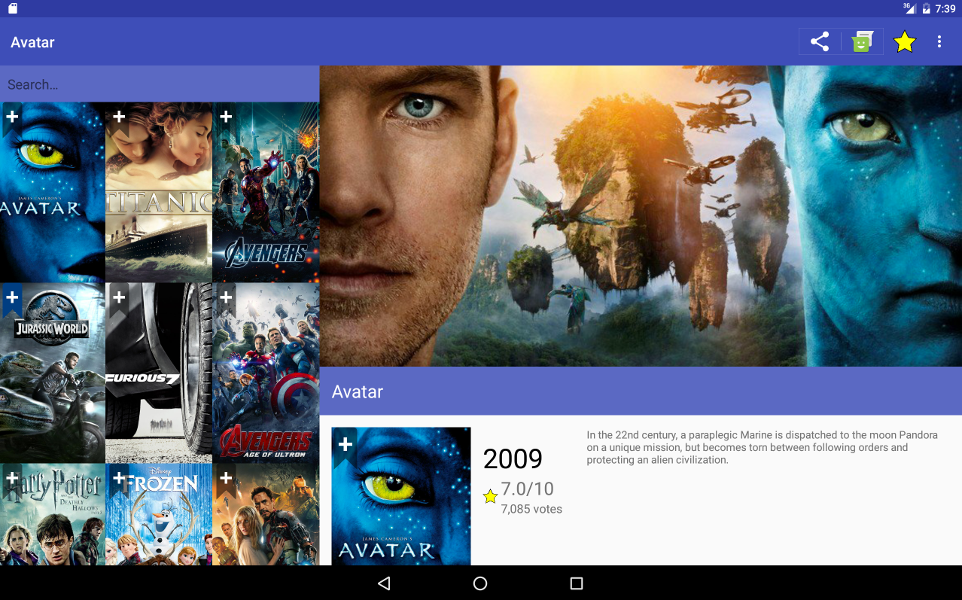 3G
7:39
Avatar
Search...
JAMES CAMERON'S
AVATAR
TITANIC
AVENGERS
JURASSIC WORLD
FURIOUS 7
AVENGERS
AGE OF ULTRON
Harry Potter
AND THE
DEATHLY
HALLOWS
Disney
FROZEN
Avatar
JAMES CAMERON'S
AVATAR
2009
7.0/10
7,085 votes
In the 22nd century, a paraplegic Marine is dispatched to the moon Pandora
on a unique mission, but becomes torn between following orders and
protecting an alien civilization.